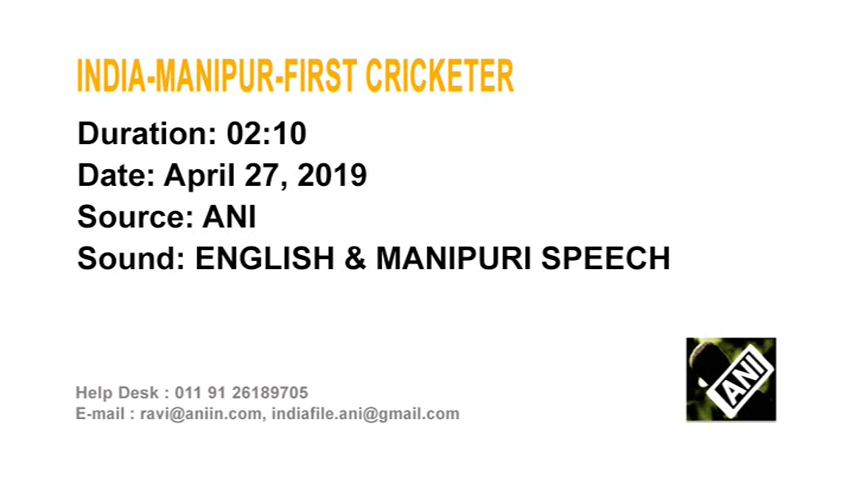 INDIA-MANIPUR-FIRST CRICKETER
Duration: 02:10
Date: April 27, 2019
Source: ANI
Sound: ENGLISH & MANIPURI SPEECH
ANI
Help Desk : 011 91 26189705
E-mail : ravi@aniin.com, indiafile.ani@gmail.com